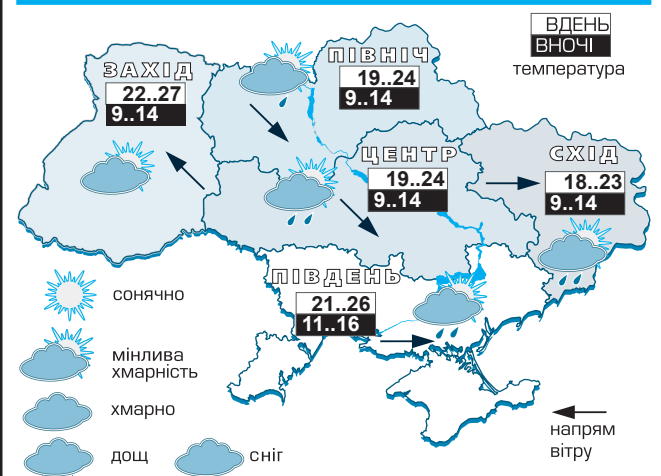 ВДЕНЬ
ВНОЧІ
температура
ПІВНІЧ
19..24
9..14
ЗАХІД
22..27
9..14
ЦЕНТР
19..24
9..14
СХІД
18..23
9..14
ПІВДЕНЬ
21..26
11..16
сонячно
мінлива
хмарність
хмарно
дощ
сніг
напрям
вітру